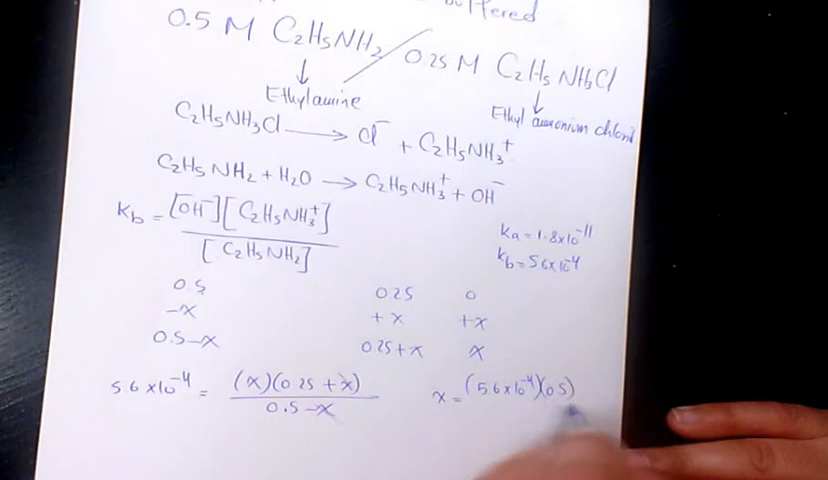 buffered
0.5 M C2H5NH2 / 0.25 M C2H5NH3Cl
↓ Ethylamine ↓ Ethyl ammonium chlorid
C2H5NH3Cl → Cl⁻ + C2H5NH3⁺
C2H5NH2 + H2O → C2H5NH3⁺ + OH⁻
Kb = [OH⁻][C2H5NH3⁺] / [C2H5NH2]
Ka = 1.8x10⁻¹¹
Kb = 5.6x10⁻⁴
0.5 0.25 0
-x +x +x
0.5-x 0.25+x x
5.6x10⁻⁴ = (x)(0.25+x) / 0.5-x x = (5.6x10⁻⁴)(0.5)